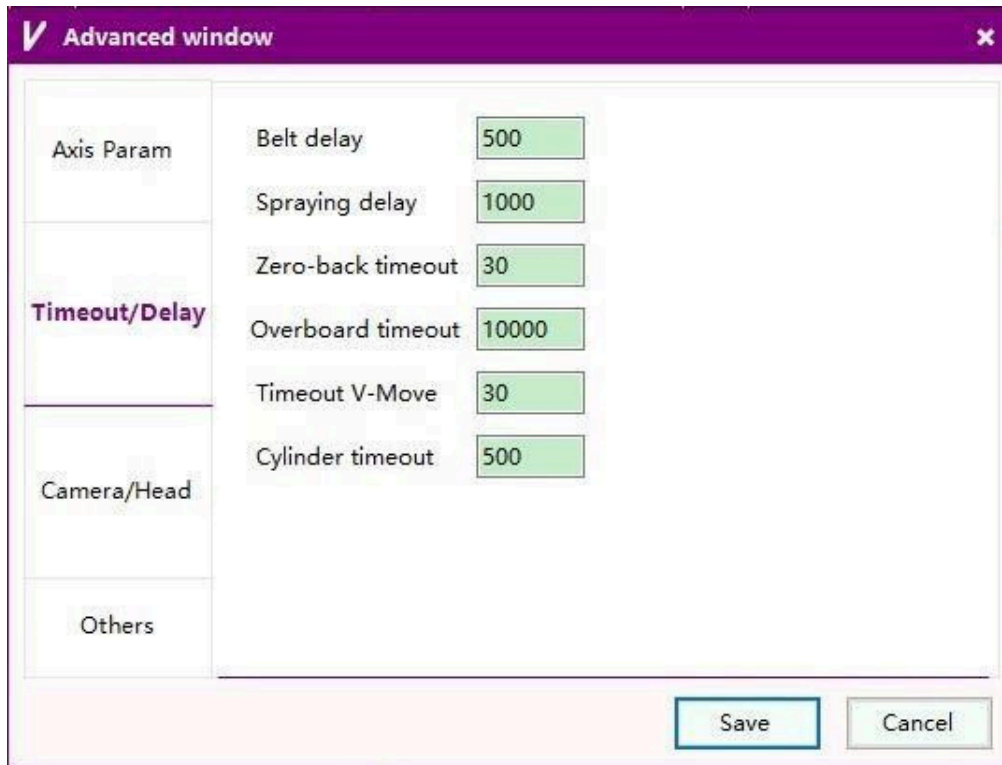 V Advanced window
Axis Param
Timeout/Delay
Camera/Head
Others
Belt delay 500
Spraying delay 1000
Zero-back timeout 30
Overboard timeout 10000
Timeout V-Move 30
Cylinder timeout 500
Save Cancel